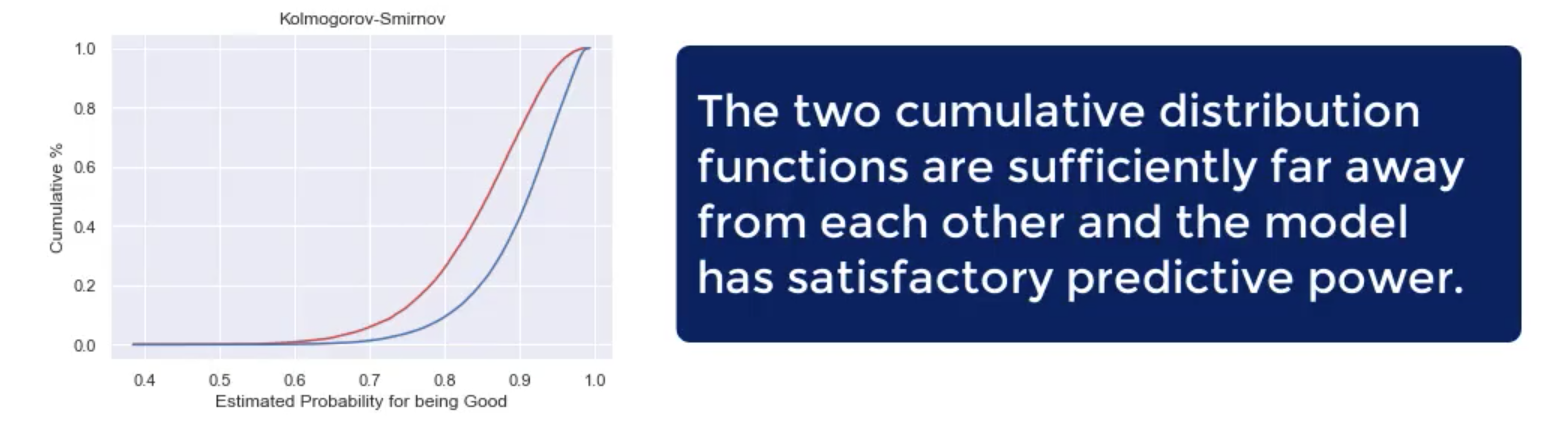 Kolmogorov-Smirnov
1.0
0.8
0.6
0.4
0.2
0.0
Cumulative %
0.4 0.5 0.6 0.7 0.8 0.9 1.0
Estimated Probability for being Good
The two cumulative distribution
functions are sufficiently far away
from each other and the model
has satisfactory predictive power.